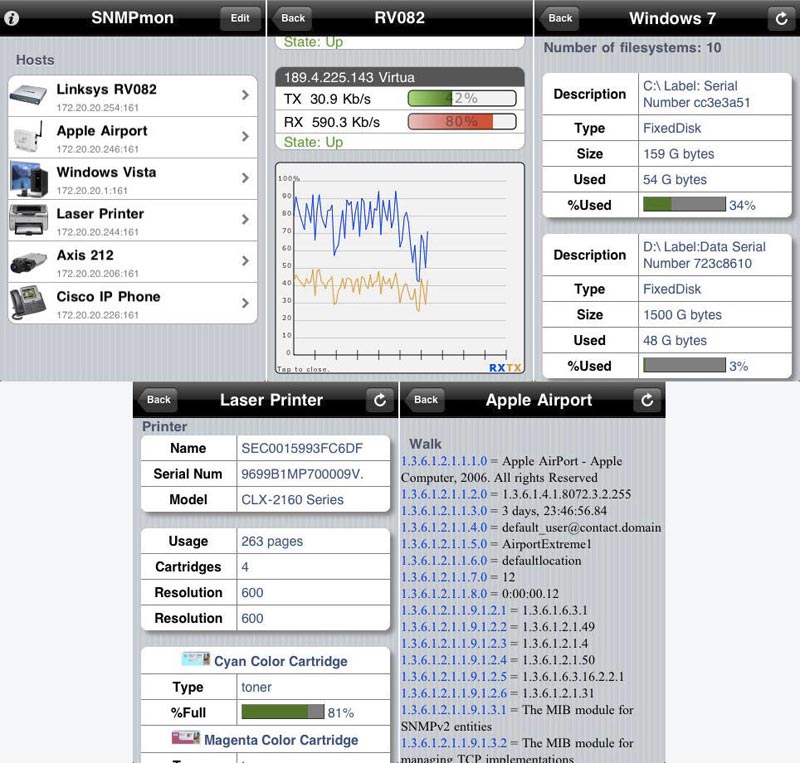 SNMPmon
Edit
Hosts
Linksys RV082
172.20.20.254:161
Apple Airport
172.20.20.246:161
Windows Vista
172.20.20.1:161
Laser Printer
172.20.20.244:161
Axis 212
172.20.20.206:161
Cisco IP Phone
172.20.20.226:161
Back
RV082
State: Up
189.4.225.143 Virtua
TX 30.9 Kb/s 42%
RX 590.3 Kb/s 80%
State: Up
100%
90
80
70
60
50
40
30
20
10
0
Tap to close.
RXTX
Back
Windows 7
Number of filesystems: 10
Description
C:\ Label: Serial
Number cc3e3a51
Type FixedDisk
Size 159 G bytes
Used 54 G bytes
%Used 34%
Description
D:\ Label:Data Serial
Number 723c8610
Type FixedDisk
Size 1500 G bytes
Used 48 G bytes
%Used 3%
Back
Laser Printer
Printer
Name SEC0015993FC6DF
Serial Num 9699B1MP700009V.
Model CLX-2160 Series
Usage 263 pages
Cartridges 4
Resolution 600
Resolution 600
Cyan Color Cartridge
Type toner
%Full 81%
Magenta Color Cartridge
Back
Apple Airport
Walk
1.3.6.1.2.1.1.1.0 = Apple AirPort - Apple
Computer, 2006. All rights Reserved
1.3.6.1.2.1.1.2.0 = 1.3.6.1.4.1.8072.3.2.255
1.3.6.1.2.1.1.3.0 = 3 days, 23:46:56.84
1.3.6.1.2.1.1.4.0 = default_user@contact.domain
1.3.6.1.2.1.1.5.0 = AirportExtreme1
1.3.6.1.2.1.1.6.0 = defaultlocation
1.3.6.1.2.1.1.7.0 = 12
1.3.6.1.2.1.1.8.0 = 0:00:00.12
1.3.6.1.2.1.1.9.1.2.1 = 1.3.6.1.6.3.1
1.3.6.1.2.1.1.9.1.2.2 = 1.3.6.1.2.1.49
1.3.6.1.2.1.1.9.1.2.3 = 1.3.6.1.2.1.4
1.3.6.1.2.1.1.9.1.2.4 = 1.3.6.1.2.1.50
1.3.6.1.2.1.1.9.1.2.5 = 1.3.6.1.6.3.16.2.2.1
1.3.6.1.2.1.1.9.1.2.6 = 1.3.6.1.2.1.31
1.3.6.1.2.1.1.9.1.3.1 = The MIB module for
SNMPv2 entities
1.3.6.1.2.1.1.9.1.3.2 = The MIB module for
managing TCP implementations